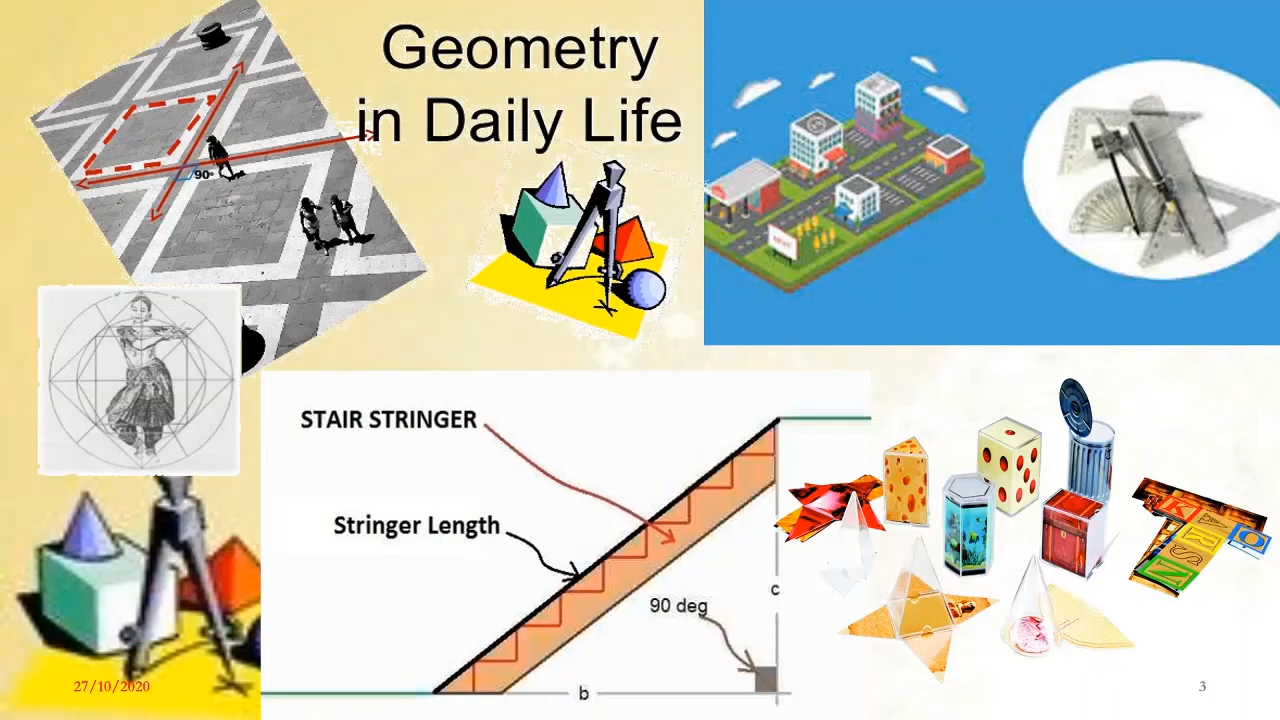 Geometry
in Daily Life
90°
STAIR STRINGER
Stringer Length
90 deg
c
b
27/10/2020
3